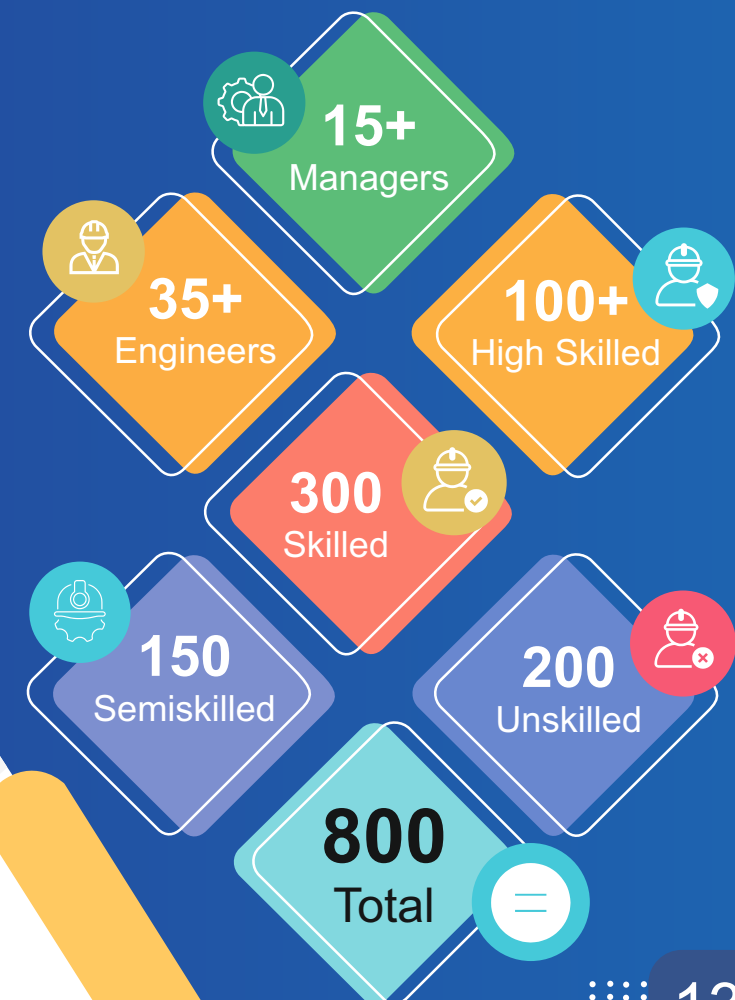 15+
Managers
35+
Engineers
100+
High Skilled
300
Skilled
150
Semiskilled
200
Unskilled
800
Total